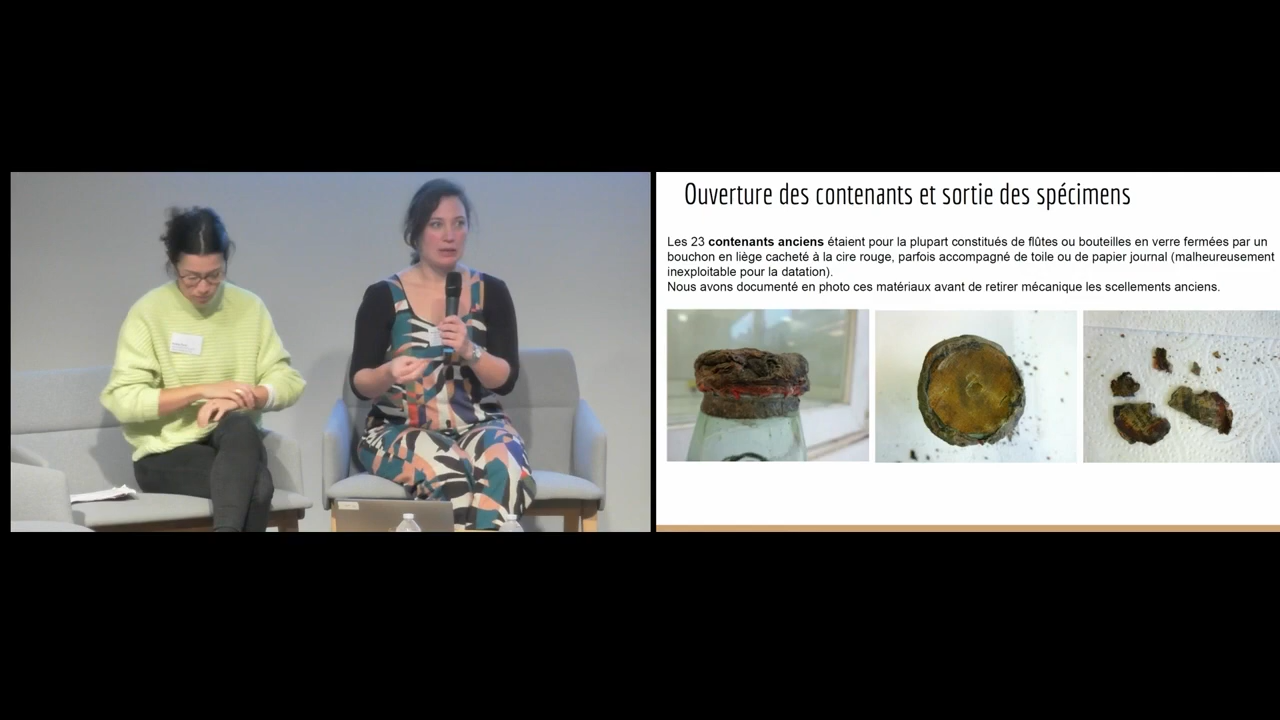 Ouverture des contenants et sortie des spécimens
Les 23 contenants anciens étaient pour la plupart constitués de flûtes ou bouteilles en verre fermées par un
bouchon en liège cacheté à la cire rouge, parfois accompagné de toile ou de papier journal (malheureusement
inexploitable pour la datation).
Nous avons documenté en photo ces matériaux avant de retirer mécanique les scellements anciens.